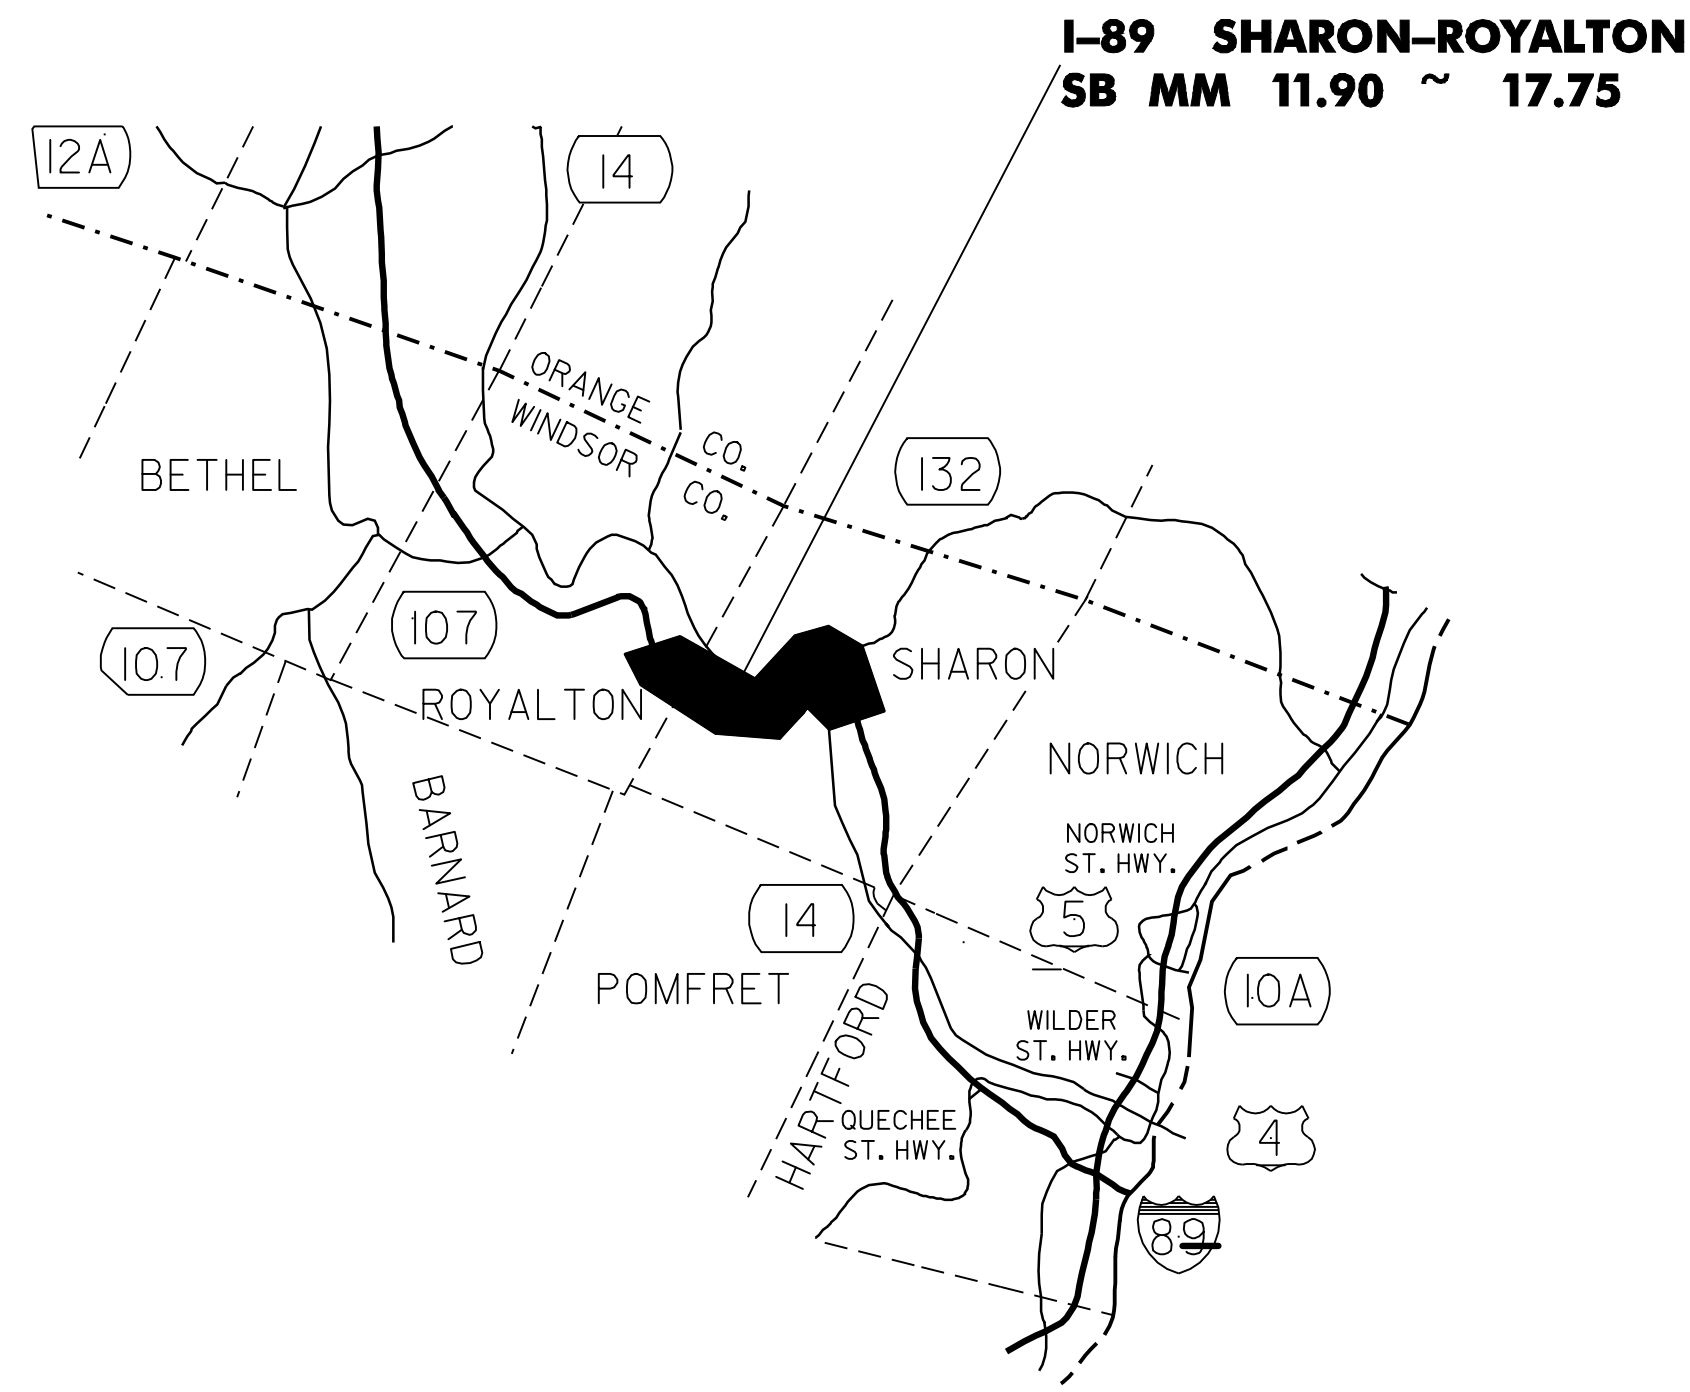 I-89 SHARON-ROYALTON
SB MM 11.90 ~ 17.75
12A
14
ORANGE CO.
WINDSOR CO.
132
BETHEL
107
107
SHARON
ROYALTON
NORWICH
BARNARD
NORWICH
ST. HWY.
14
5
POMFRET
10A
HARTFORD
WILDER
ST. HWY.
QUECHEE
ST. HWY.
4
89